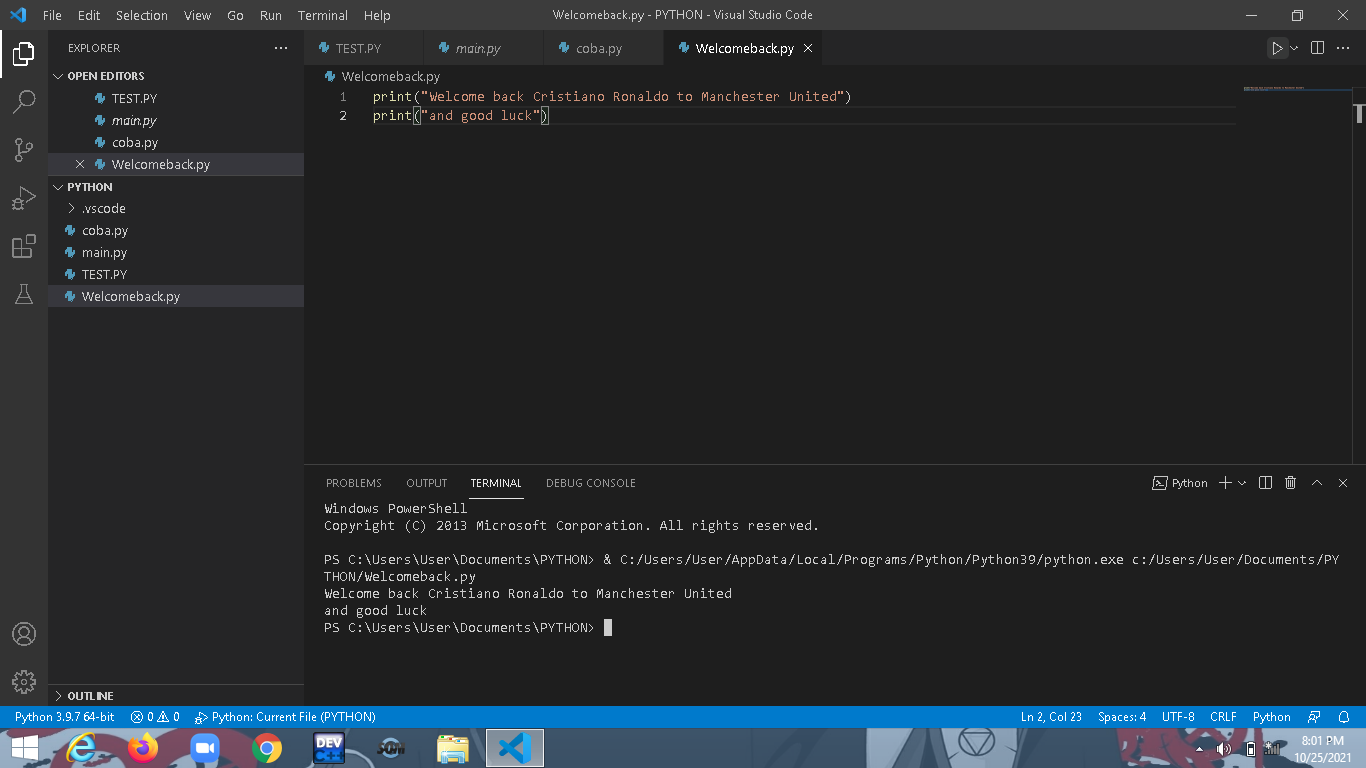 File Edit Selection View Go Run Terminal Help
Welcomeback.py - PYTHON - Visual Studio Code
EXPLORER
OPEN EDITORS
TEST.PY
main.py
coba.py
Welcomeback.py
PYTHON
.vscode
coba.py
main.py
TEST.PY
Welcomeback.py
OUTLINE
TEST.PY main.py coba.py Welcomeback.py
Welcomeback.py
1 print("Welcome back Cristiano Ronaldo to Manchester United")
2 print("and good luck")
PROBLEMS OUTPUT TERMINAL DEBUG CONSOLE
Python
Windows PowerShell
Copyright (C) 2013 Microsoft Corporation. All rights reserved.
PS C:\Users\User\Documents\PYTHON> & C:/Users/User/AppData/Local/Programs/Python/Python39/python.exe c:/Users/User/Documents/PY
THON/Welcomeback.py
Welcome back Cristiano Ronaldo to Manchester United
and good luck
PS C:\Users\User\Documents\PYTHON>
Python 3.9.7 64-bit 0 0 Python: Current File (PYTHON) Ln 2, Col 23 Spaces: 4 UTF-8 CRLF Python
DEV
8:01 PM
10/25/2021